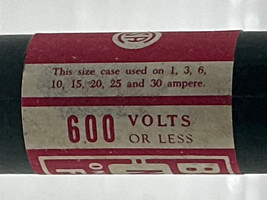 This size case used on 1, 3, 6,
10, 15, 20, 25 and 30 ampere.
600 VOLTS
OR LESS